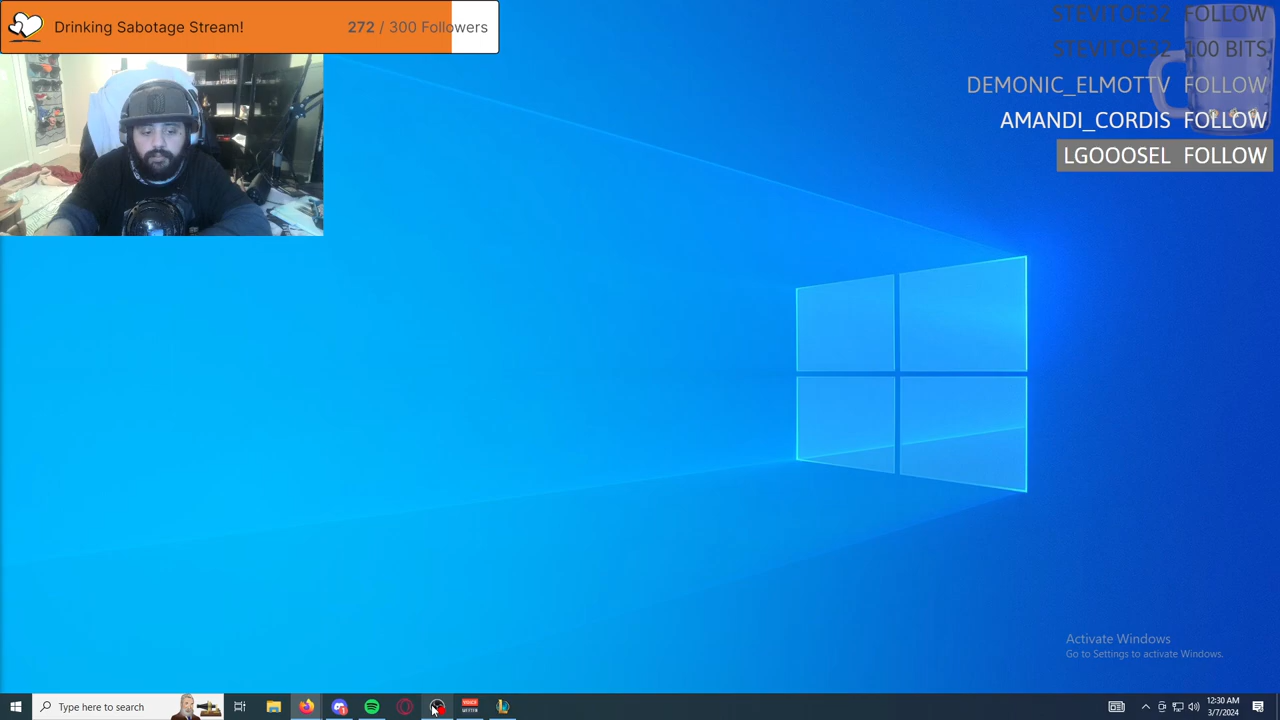 Drinking Sabotage Stream!
272 / 300 Followers
STEVITOE32 FOLLOW
STEVITOE32 100 BITS
DEMONIC_ELMOTTV FOLLOW
AMANDI_CORDIS FOLLOW
LGOOOSEL FOLLOW
Activate Windows
Go to Settings to activate Windows.
Type here to search
12:30 AM
3/7/2024